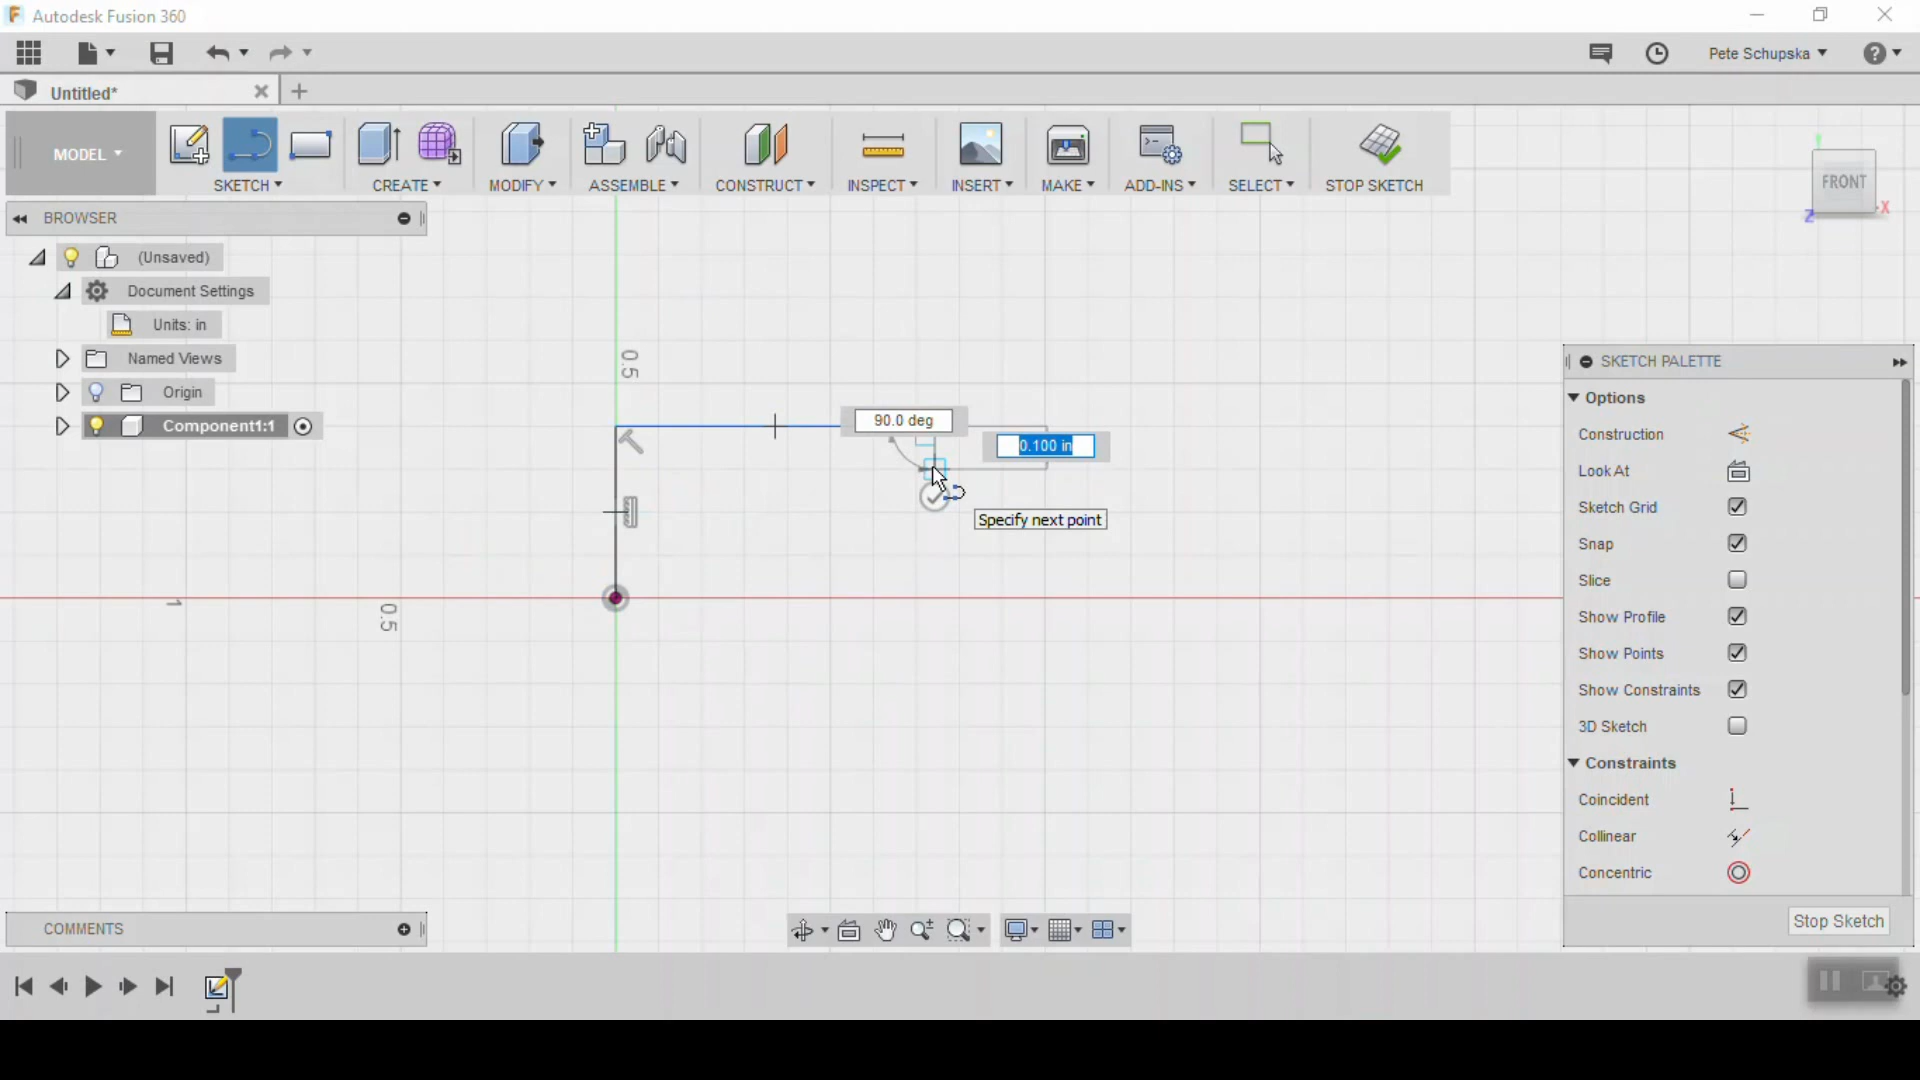 Autodesk Fusion 360
Pete Schupska
Untitled*
MODEL
SKETCH
CREATE
MODIFY
ASSEMBLE
CONSTRUCT
INSPECT
INSERT
MAKE
ADD-INS
SELECT
STOP SKETCH
FRONT
X
Z
BROWSER
(Unsaved)
Document Settings
Units: in
Named Views
Origin
Component1:1
0.5
90.0 deg
0.100 in
Specify next point
1
0.5
SKETCH PALETTE
Options
Construction
Look At
Sketch Grid
Snap
Slice
Show Profile
Show Points
Show Constraints
3D Sketch
Constraints
Coincident
Collinear
Concentric
Stop Sketch
COMMENTS